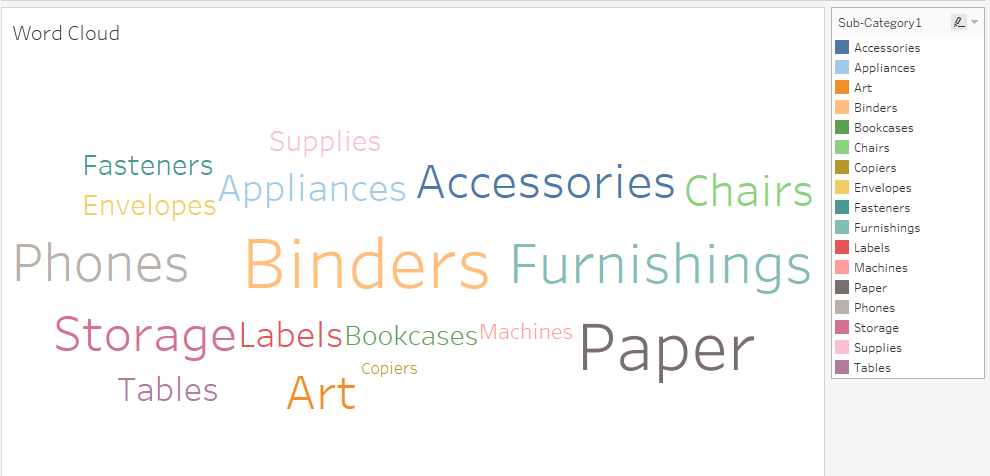 Word Cloud
Supplies
Fasteners
Appliances
Accessories
Chairs
Envelopes
Phones
Binders
Furnishings
Storage
Labels
Bookcases
Machines
Paper
Copiers
Tables
Art
Sub-Category1
Accessories
Appliances
Art
Binders
Bookcases
Chairs
Copiers
Envelopes
Fasteners
Furnishings
Labels
Machines
Paper
Phones
Storage
Supplies
Tables